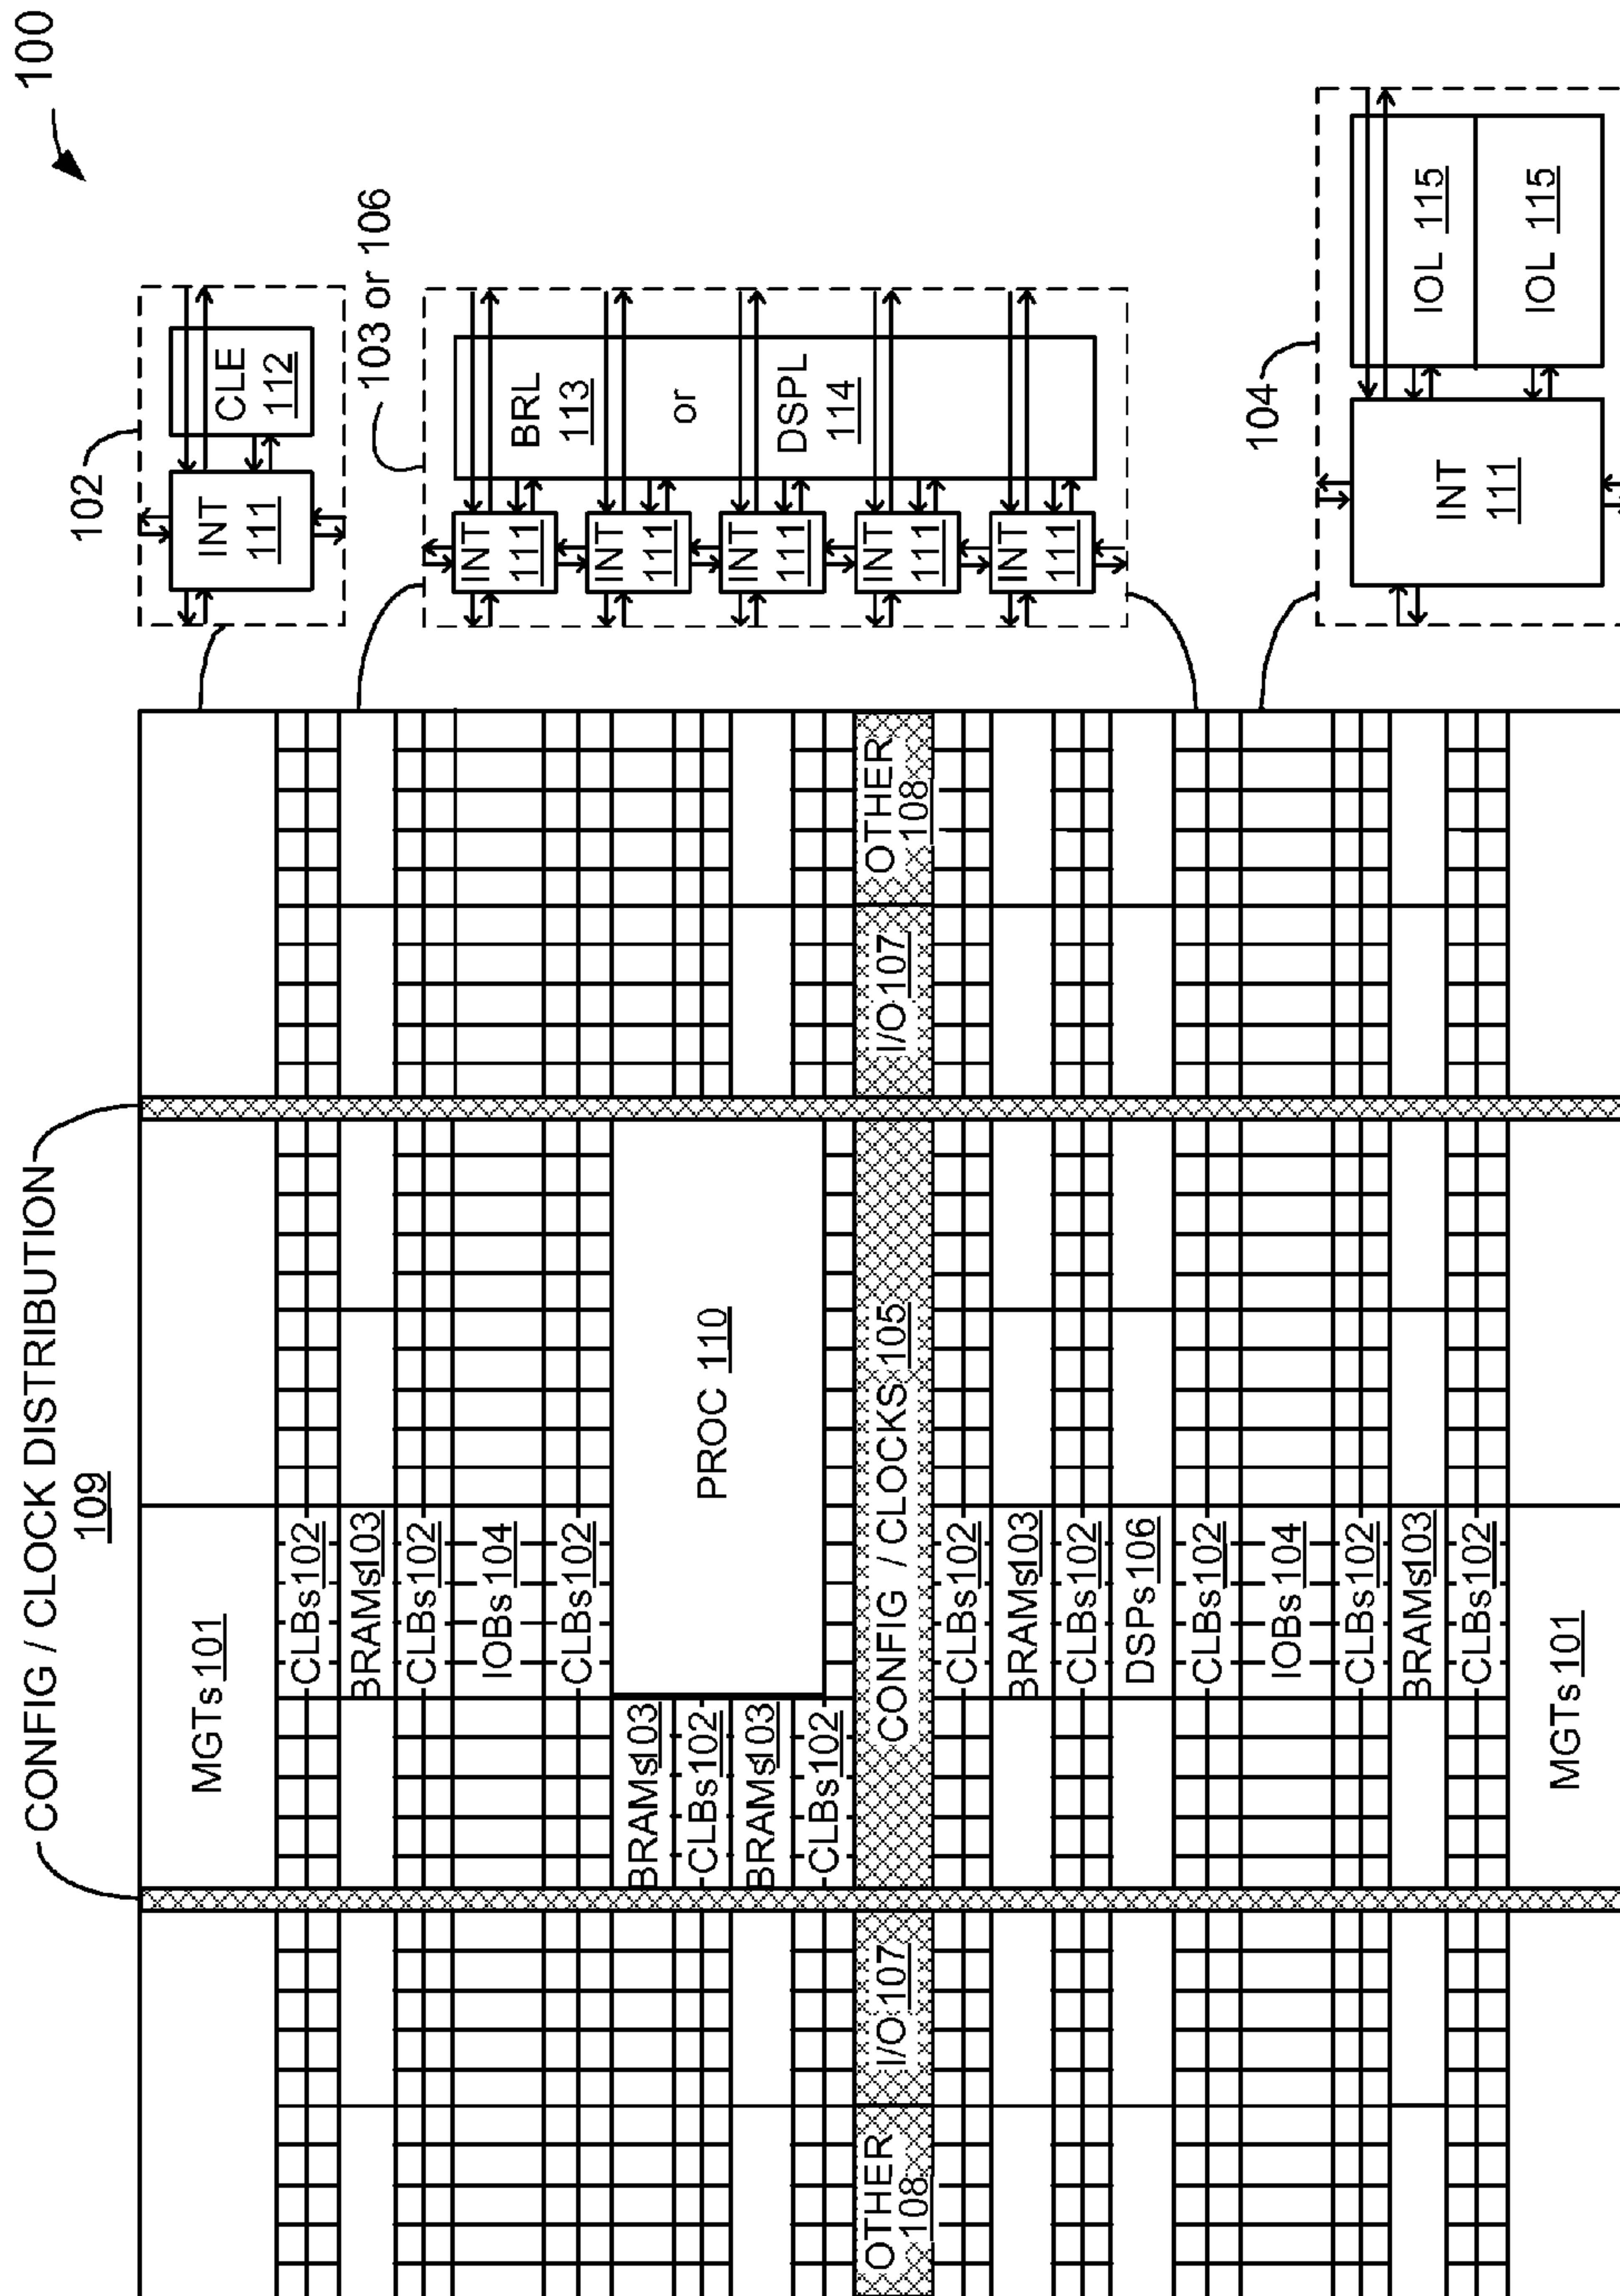 100
CONFIG / CLOCK DISTRIBUTION
109
102
INT
111
CLE
112
103 or 106
INT
111
INT
111
INT
111
INT
111
INT
111
BRL
113
or
DSPL
114
104
INT
111
IOL 115
IOL 115
MGTs 101
CLBs 102
BRAMs 103
CLBs 102
IOBs 104
CLBs 102
BRAMs 103
CLBs 102
BRAMs 103
CLBs 102
PROC 110
OTHER
108
I/O 107
CONFIG / CLOCKS 105
I/O 107
OTHER
108
CLBs 102
BRAMs 103
CLBs 102
DSPs 106
CLBs 102
IOBs 104
CLBs 102
BRAMs 103
CLBs 102
MGTs 101